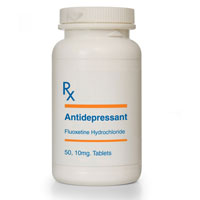 Rx
Antidepressant
Fluoxetine Hydrochloride
50, 10mg. Tablets